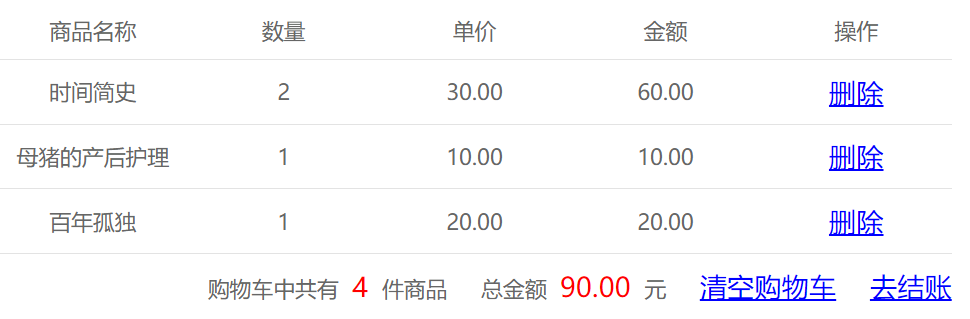 商品名称 数量 单价 金额 操作
时间简史 2 30.00 60.00 删除
母猪的产后护理 1 10.00 10.00 删除
百年孤独 1 20.00 20.00 删除
购物车中共有 4 件商品 总金额 90.00 元 清空购物车 去结账